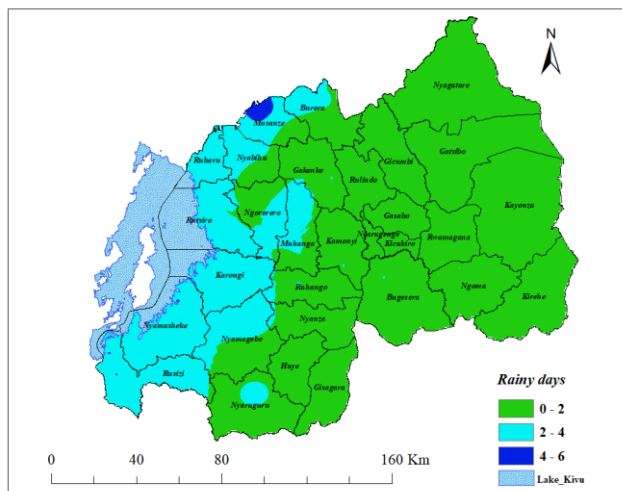 N
Nyagatare
Burera
Musanze
Rubavu
Nyabihu
Gakenke
Gicumbi
Gatsibo
Rulindo
Kayonza
Rutsiro
Ngororero
Gasabo
Nyarugenge
Rwamagana
Muhanga
Kamonyi
Kicukiro
Karongi
Ruhango
Bugesera
Ngoma
Kirehe
Nyamasheke
Nyanza
Nyamagabe
Rusizi
Huye
Gisagara
Nyaruguru
Rainy days
0 - 2
2 - 4
4 - 6
Lake_Kivu
0 40 80 160 Km